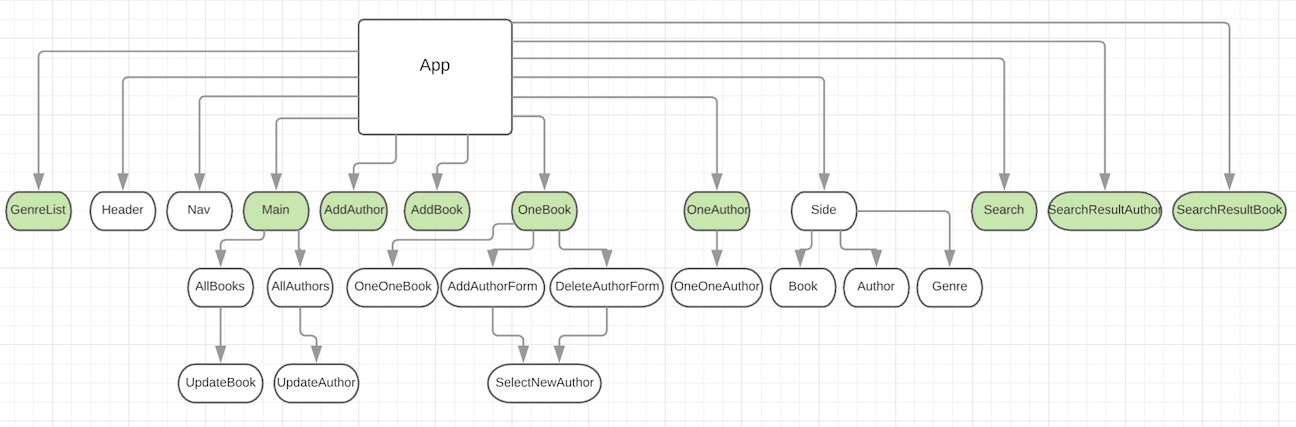 App
GenreList
Header
Nav
Main
AddAuthor
AddBook
OneBook
OneAuthor
Side
Search
SearchResultAuthor
SearchResultBook
AllBooks
AllAuthors
OneOneBook
AddAuthorForm
DeleteAuthorForm
OneOneAuthor
Book
Author
Genre
UpdateBook
UpdateAuthor
SelectNewAuthor